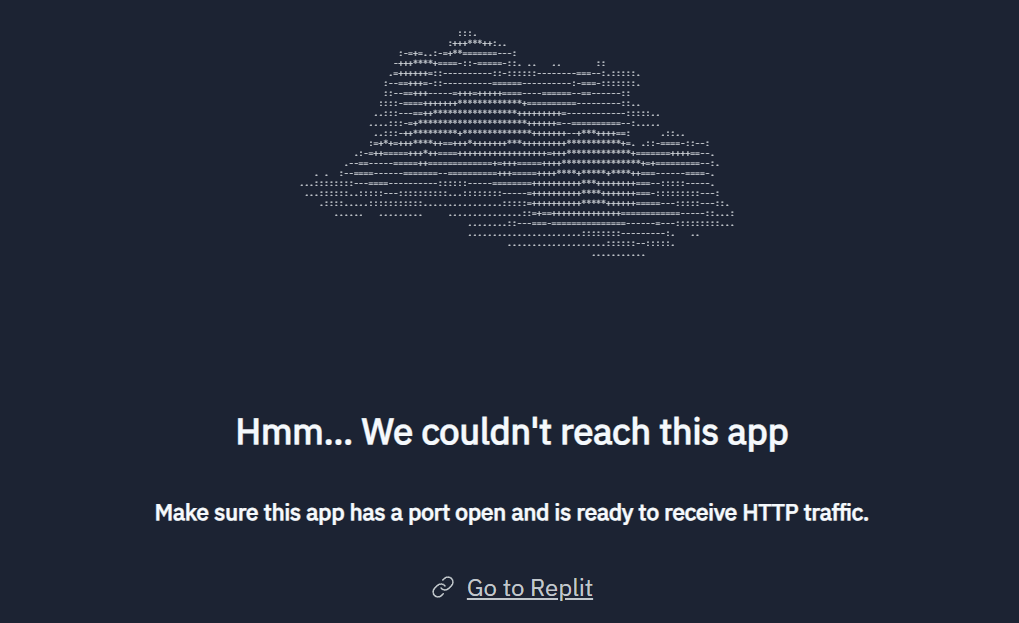 Hmm... We couldn't reach this app
Make sure this app has a port open and is ready to receive HTTP traffic.
Go to Replit